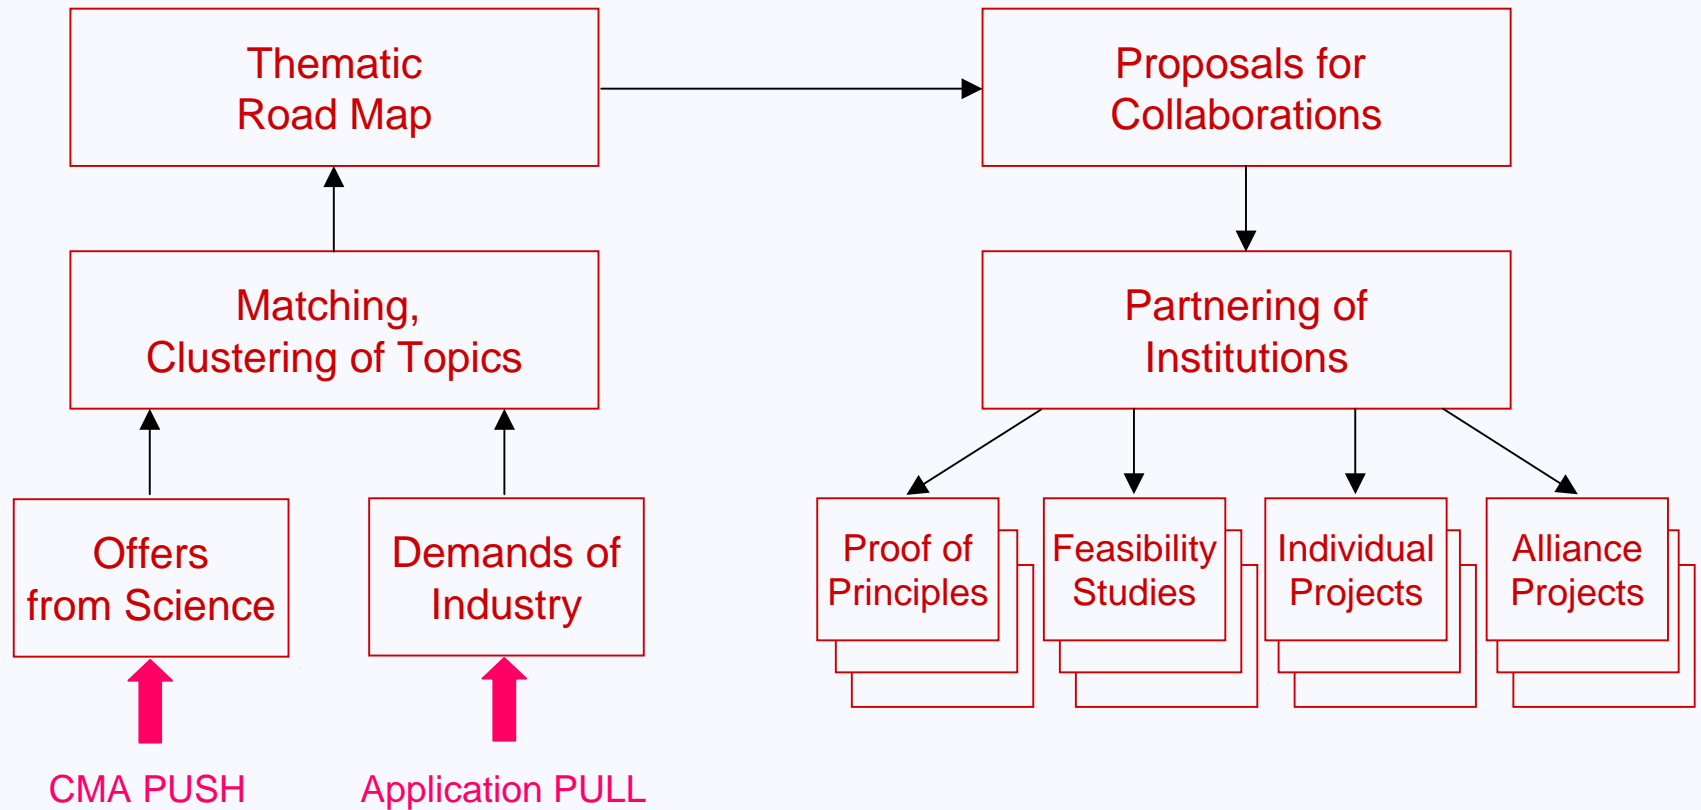 Thematic
Road Map
Proposals for
Collaborations
Matching,
Clustering of Topics
Partnering of
Institutions
Offers
from Science
Demands of
Industry
Proof of
Principles
Feasibility
Studies
Individual
Projects
Alliance
Projects
CMA PUSH
Application PULL